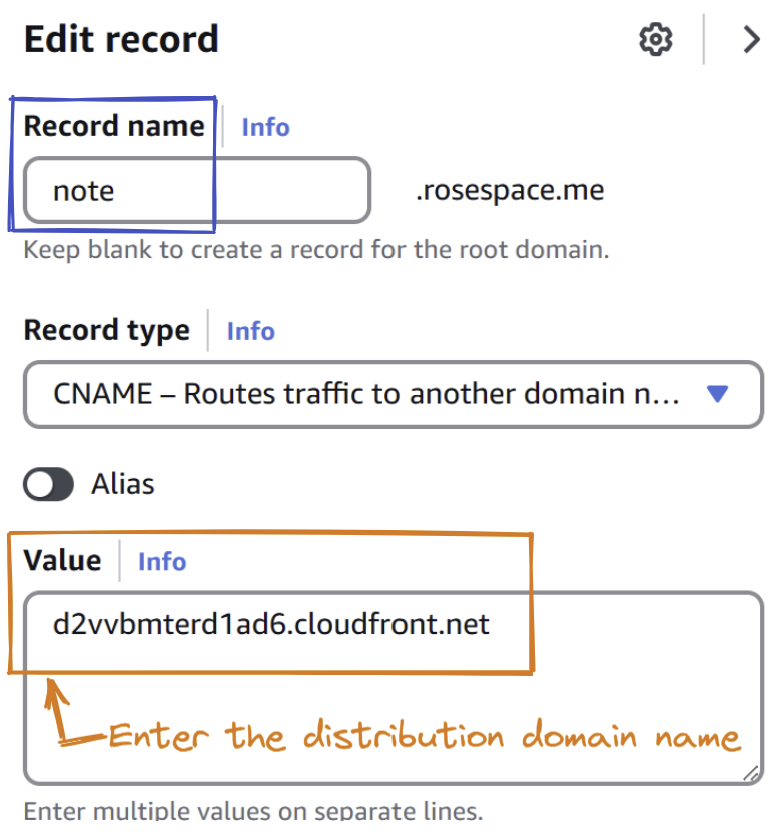 Edit record
Record name Info
note .rosespace.me
Keep blank to create a record for the root domain.
Record type Info
CNAME – Routes traffic to another domain n...
Alias
Value Info
d2vvbmterd1ad6.cloudfront.net
Enter the distribution domain name
Enter multiple values on separate lines.